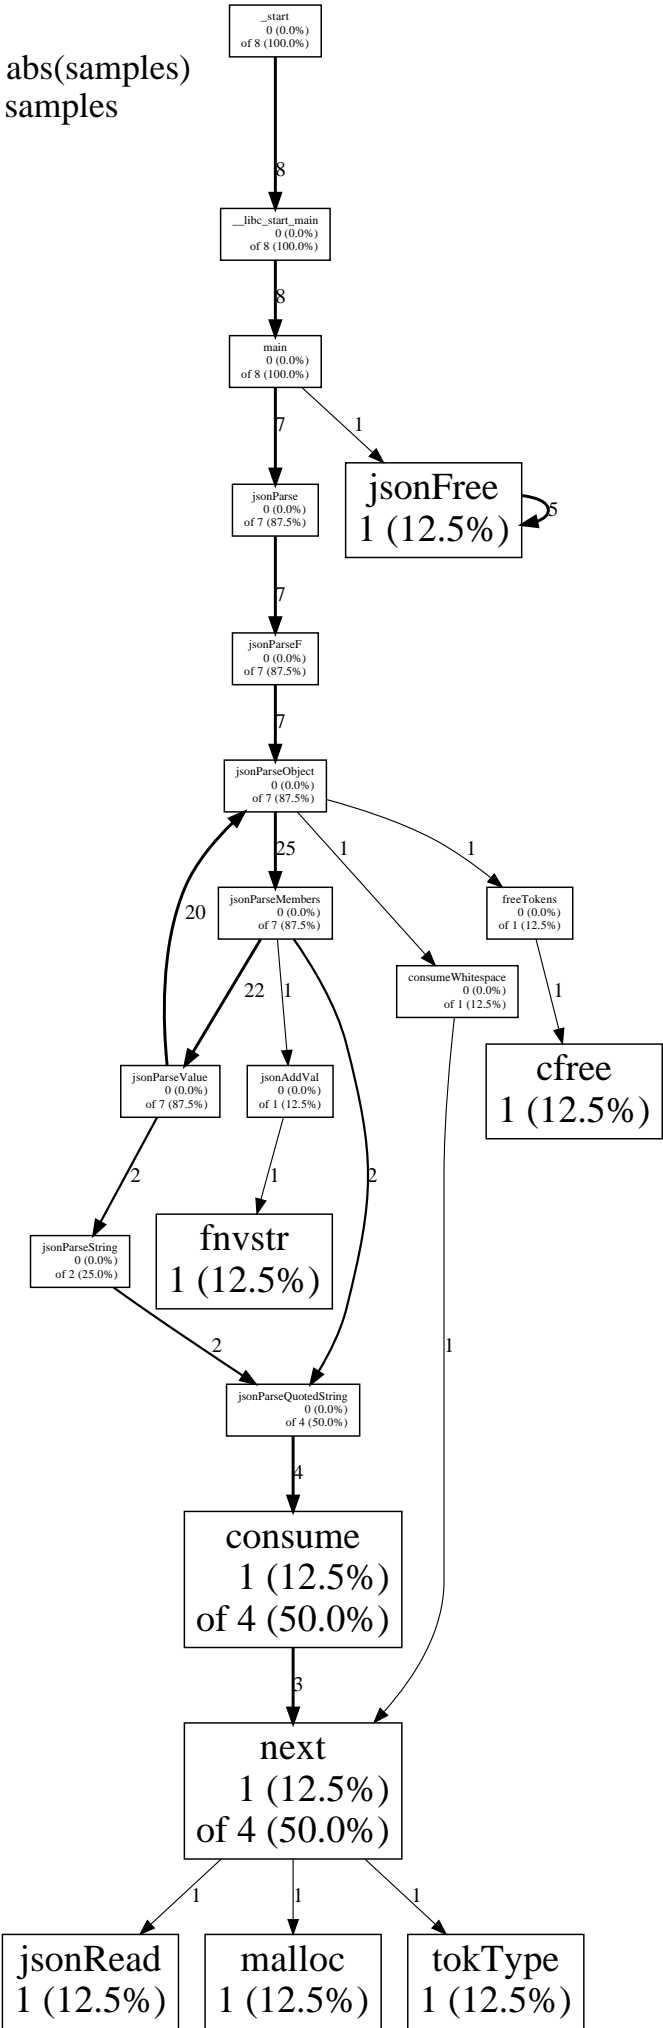 _start
0 (0.0%)
of 8 (100.0%)
abs(samples)
samples
8
__libc_start_main
0 (0.0%)
of 8 (100.0%)
8
main
0 (0.0%)
of 8 (100.0%)
7
1
jsonParse
0 (0.0%)
of 7 (87.5%)
jsonFree
1 (12.5%)
5
7
jsonParseF
0 (0.0%)
of 7 (87.5%)
7
jsonParseObject
0 (0.0%)
of 7 (87.5%)
25
1
1
jsonParseMembers
0 (0.0%)
of 7 (87.5%)
freeTokens
0 (0.0%)
of 1 (12.5%)
20
consumeWhitespace
0 (0.0%)
of 1 (12.5%)
22
1
1
jsonParseValue
0 (0.0%)
of 7 (87.5%)
jsonAddVal
0 (0.0%)
of 1 (12.5%)
cfree
1 (12.5%)
2
1
2
jsonParseString
0 (0.0%)
of 2 (25.0%)
fnvstr
1 (12.5%)
2
1
jsonParseQuotedString
0 (0.0%)
of 4 (50.0%)
4
consume
1 (12.5%)
of 4 (50.0%)
3
next
1 (12.5%)
of 4 (50.0%)
1
1
1
jsonRead
1 (12.5%)
malloc
1 (12.5%)
tokType
1 (12.5%)